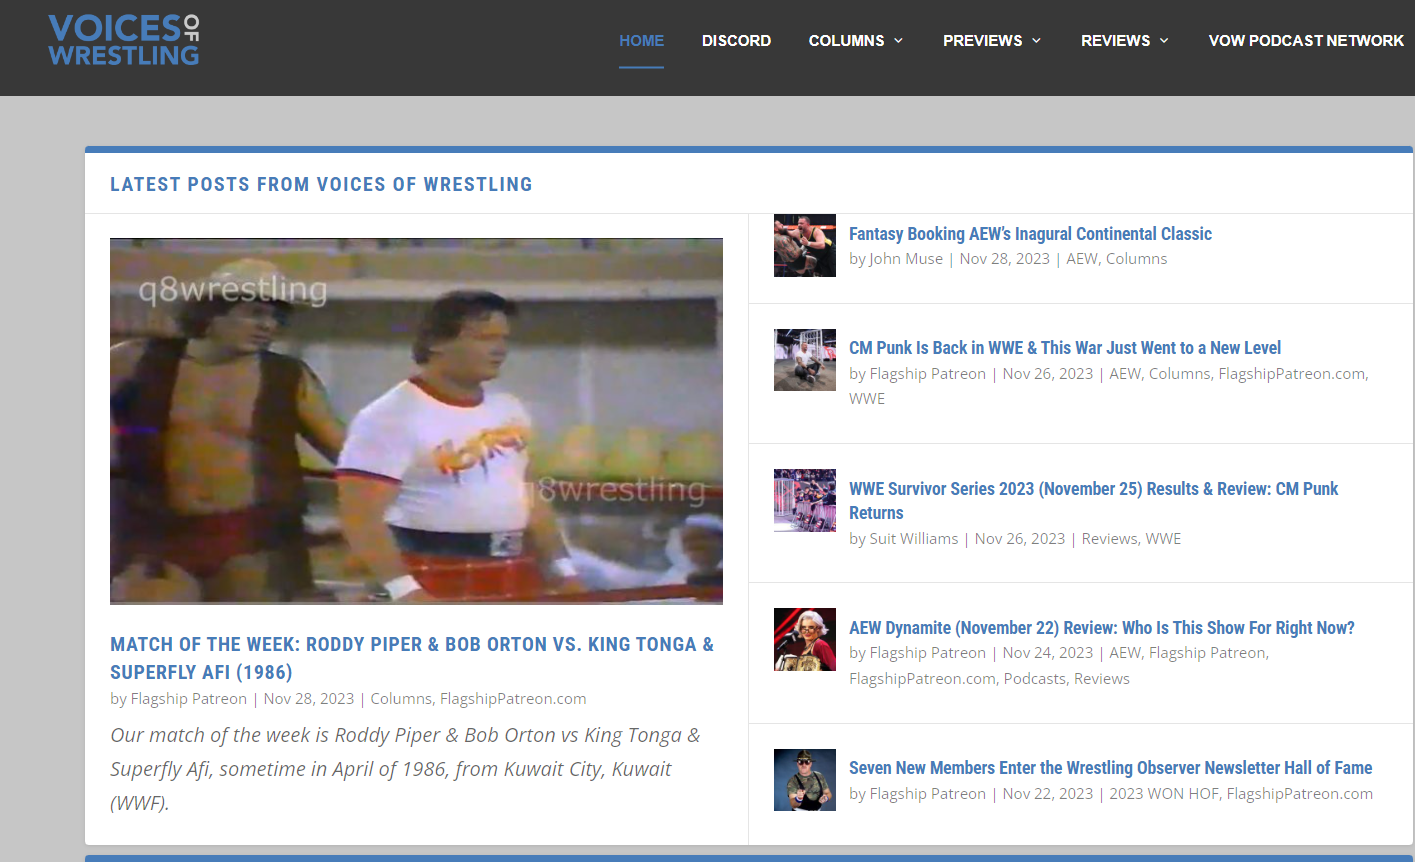 VOICES OF
WRESTLING
HOME
DISCORD
COLUMNS
PREVIEWS
REVIEWS
VOW PODCAST NETWORK
LATEST POSTS FROM VOICES OF WRESTLING
q8wrestling
q8wrestling
MATCH OF THE WEEK: RODDY PIPER & BOB ORTON VS. KING TONGA &
SUPERFLY AFI (1986)
by Flagship Patreon | Nov 28, 2023 | Columns, FlagshipPatreon.com
Our match of the week is Roddy Piper & Bob Orton vs King Tonga &
Superfly Afi, sometime in April of 1986, from Kuwait City, Kuwait
(WWF).
Fantasy Booking AEW’s Inagural Continental Classic
by John Muse | Nov 28, 2023 | AEW, Columns
CM Punk Is Back in WWE & This War Just Went to a New Level
by Flagship Patreon | Nov 26, 2023 | AEW, Columns, FlagshipPatreon.com,
WWE
WWE Survivor Series 2023 (November 25) Results & Review: CM Punk
Returns
by Suit Williams | Nov 26, 2023 | Reviews, WWE
AEW Dynamite (November 22) Review: Who Is This Show For Right Now?
by Flagship Patreon | Nov 24, 2023 | AEW, Flagship Patreon,
FlagshipPatreon.com, Podcasts, Reviews
Seven New Members Enter the Wrestling Observer Newsletter Hall of Fame
by Flagship Patreon | Nov 22, 2023 | 2023 WON HOF, FlagshipPatreon.com